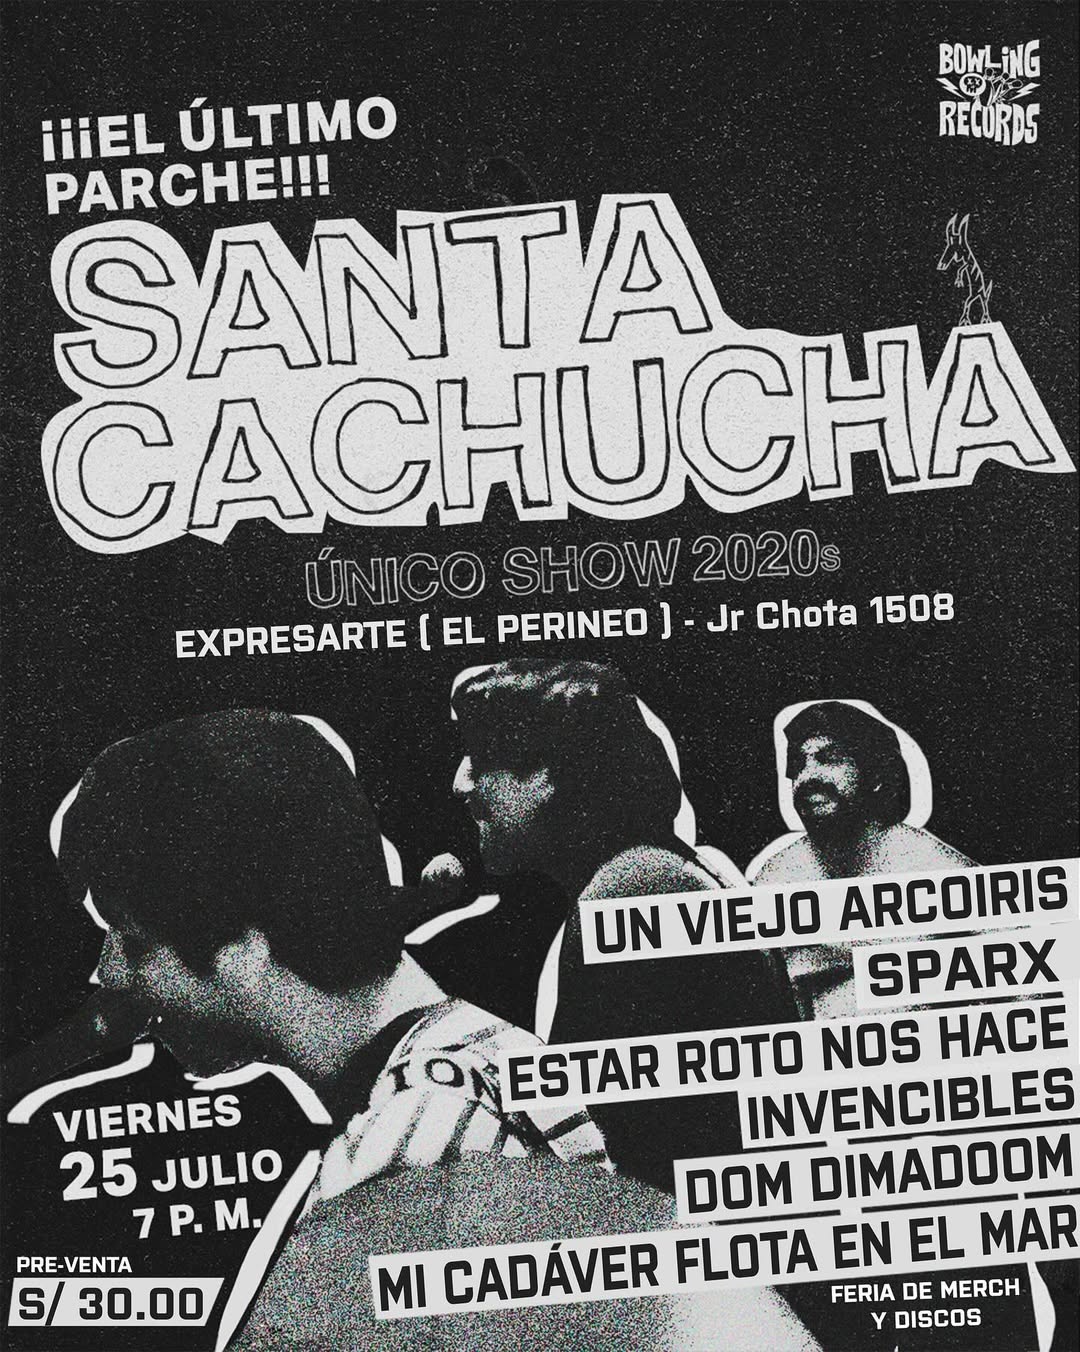 BOWLING
RECORDS
¡¡¡EL ÚLTIMO
PARCHE!!!
SANTA
CACHUCHA
ÚNICO SHOW 2020s
EXPRESARTE ( EL PERINEO ) - Jr Chota 1508
UN VIEJO ARCOIRIS
SPARX
ESTAR ROTO NOS HACE
INVENCIBLES
DOM DIMADOOM
MI CADÁVER FLOTA EN EL MAR
VIERNES
25 JULIO
7 P. M.
PRE-VENTA
S/ 30.00
FERIA DE MERCH
Y DISCOS